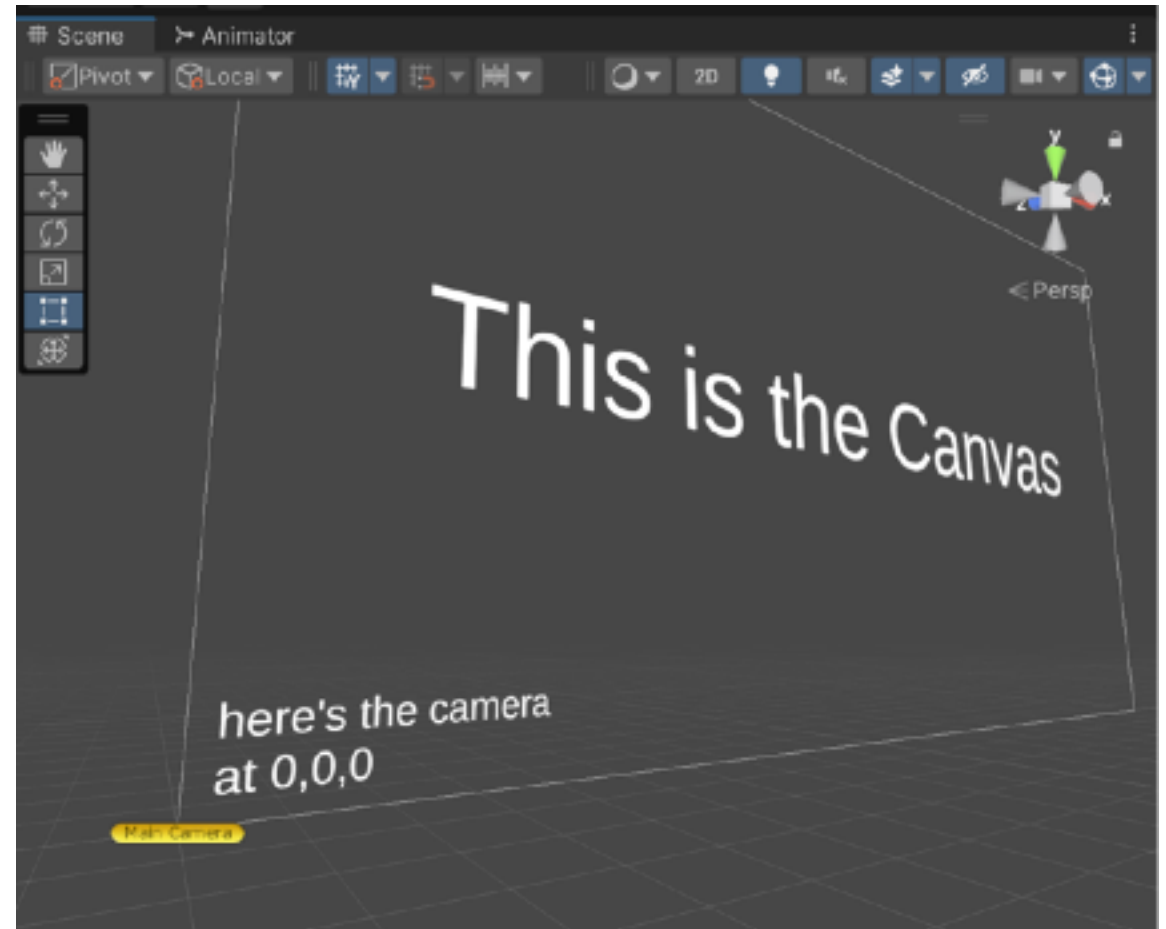 Scene Animator
Pivot Local 2D
y
z x
Persp
This is the Canvas
here's the camera
at 0,0,0
Main Camera